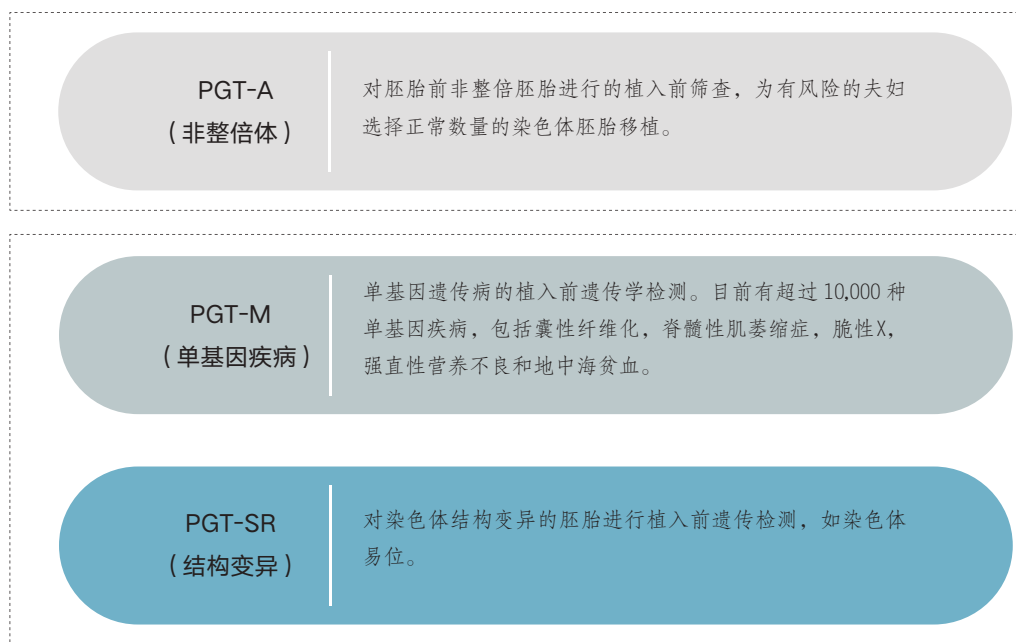 PGT-A
（非整倍体）
对胚胎前非整倍胚胎进行的植入前筛查，为有风险的夫妇
选择正常数量的染色体胚胎移植。
PGT-M
（单基因疾病）
单基因遗传病的植入前遗传学检测。目前有超过 10,000 种
单基因疾病，包括囊性纤维化，脊髓性肌萎缩症，脆性X，
强直性营养不良和地中海贫血。
PGT-SR
（结构变异）
对染色体结构变异的胚胎进行植入前遗传检测，如染色体
易位。